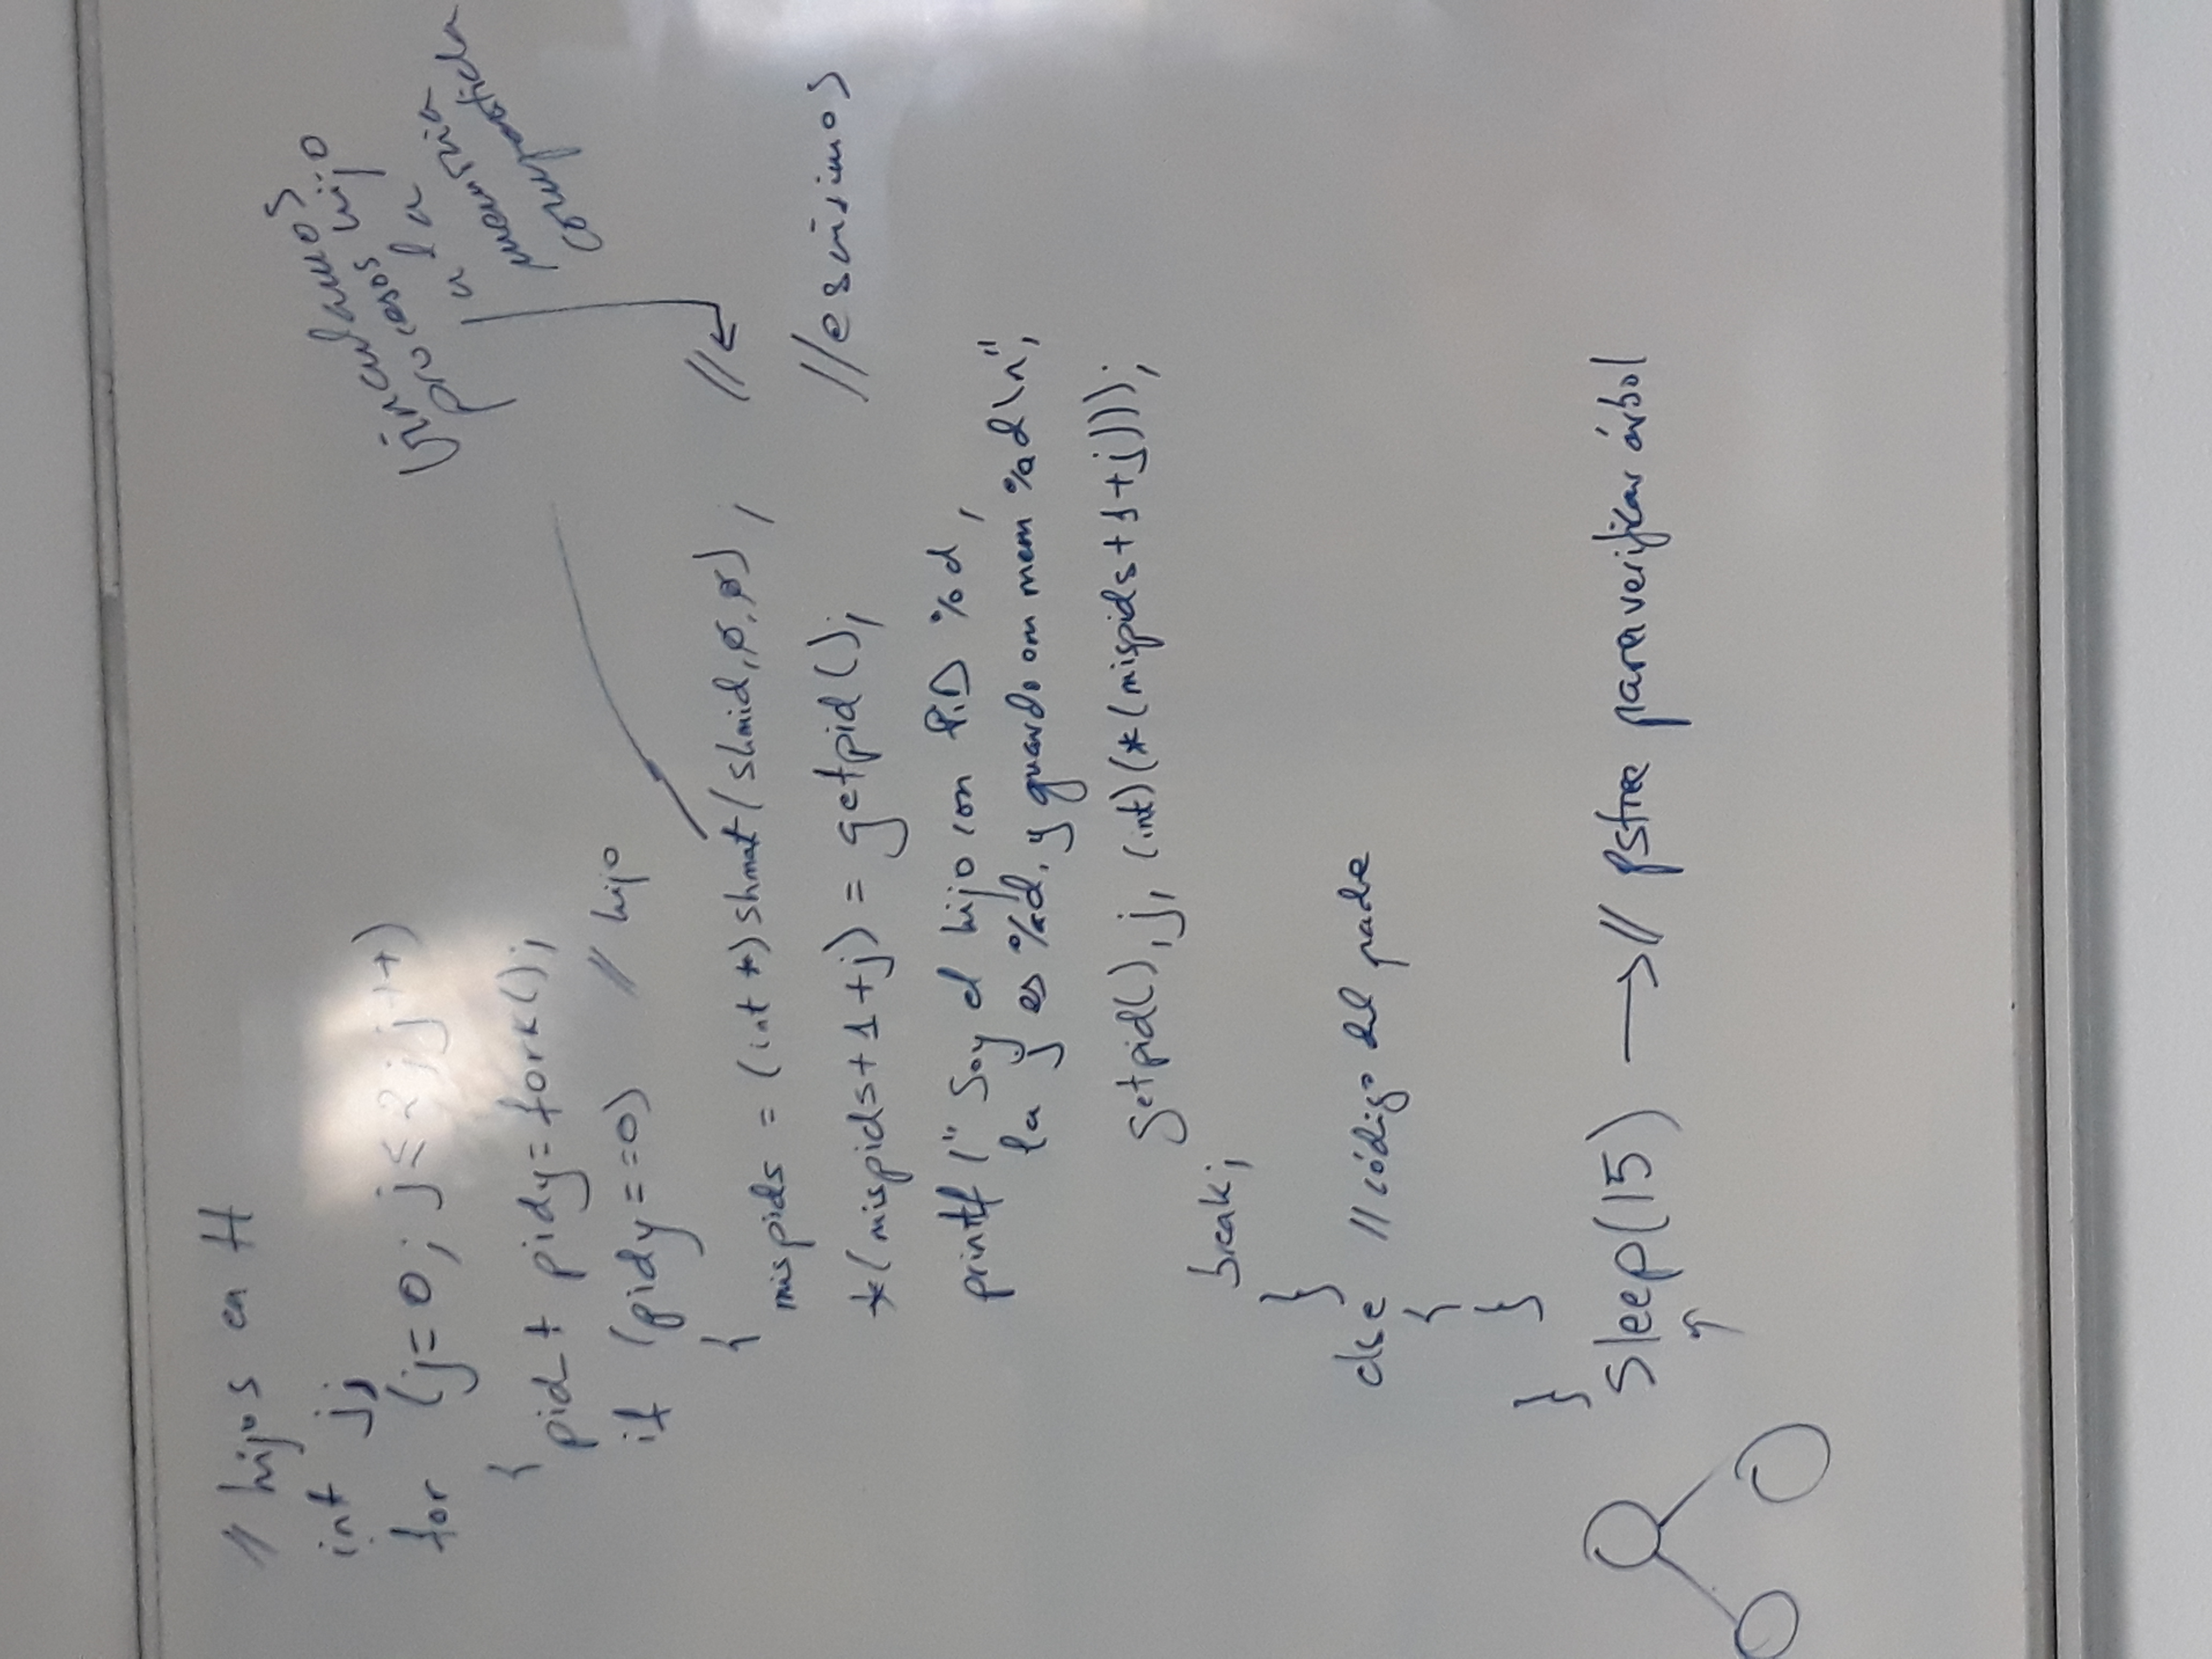 // hijos en H
int j;
for (j=0; j≤2; j++)
{
pid_t pidy=fork();
if (pidy==0) // hijo
{
mispids = (int *) shmat (shmid, ø, ø) ; //
vinculamos
procesos hijo
a la
memoria
compartida
*(mispids+1+j) = getpid(); //escribimos
printf (" Soy el hijo con PiD %d,
la j es %d, y guardo en mem %d\n",
getpid(), j, (int)(*(mispids+1+j)));
break;
}
else // código del padre
{
}
}
sleep(15) → // pstree para verificar árbol